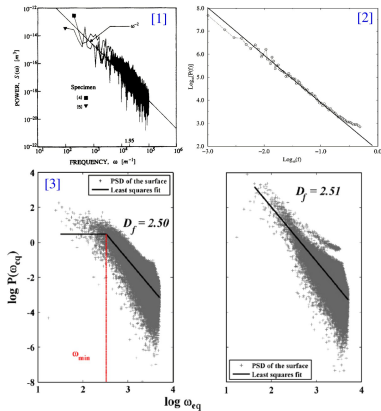 [1]
POWER, S(ω) [m³]
10⁻¹²
10⁻¹⁴
10⁻¹⁶
10⁻¹⁸
10⁻²⁰
10⁻²²
ω⁻²
Specimen
(a) ■
(b) ▼
1.95
10¹ 10² 10³ 10⁴ 10⁵ 10⁶ 10⁷
FREQUENCY, ω [m⁻¹]
[2]
8.0
7.0
6.0
5.0
4.0
3.0
2.0
−3.0 −2.0 −1.0 0.0
[3]
PSD of the surface
Least squares fit
D_f = 2.50
ω_min
log P(ω_eq)
4
2
0
-2
-4
-6
-8
1 2 3 4
D_f = 2.51
PSD of the surface
Least squares fit
1 2 3 4
log ω_eq